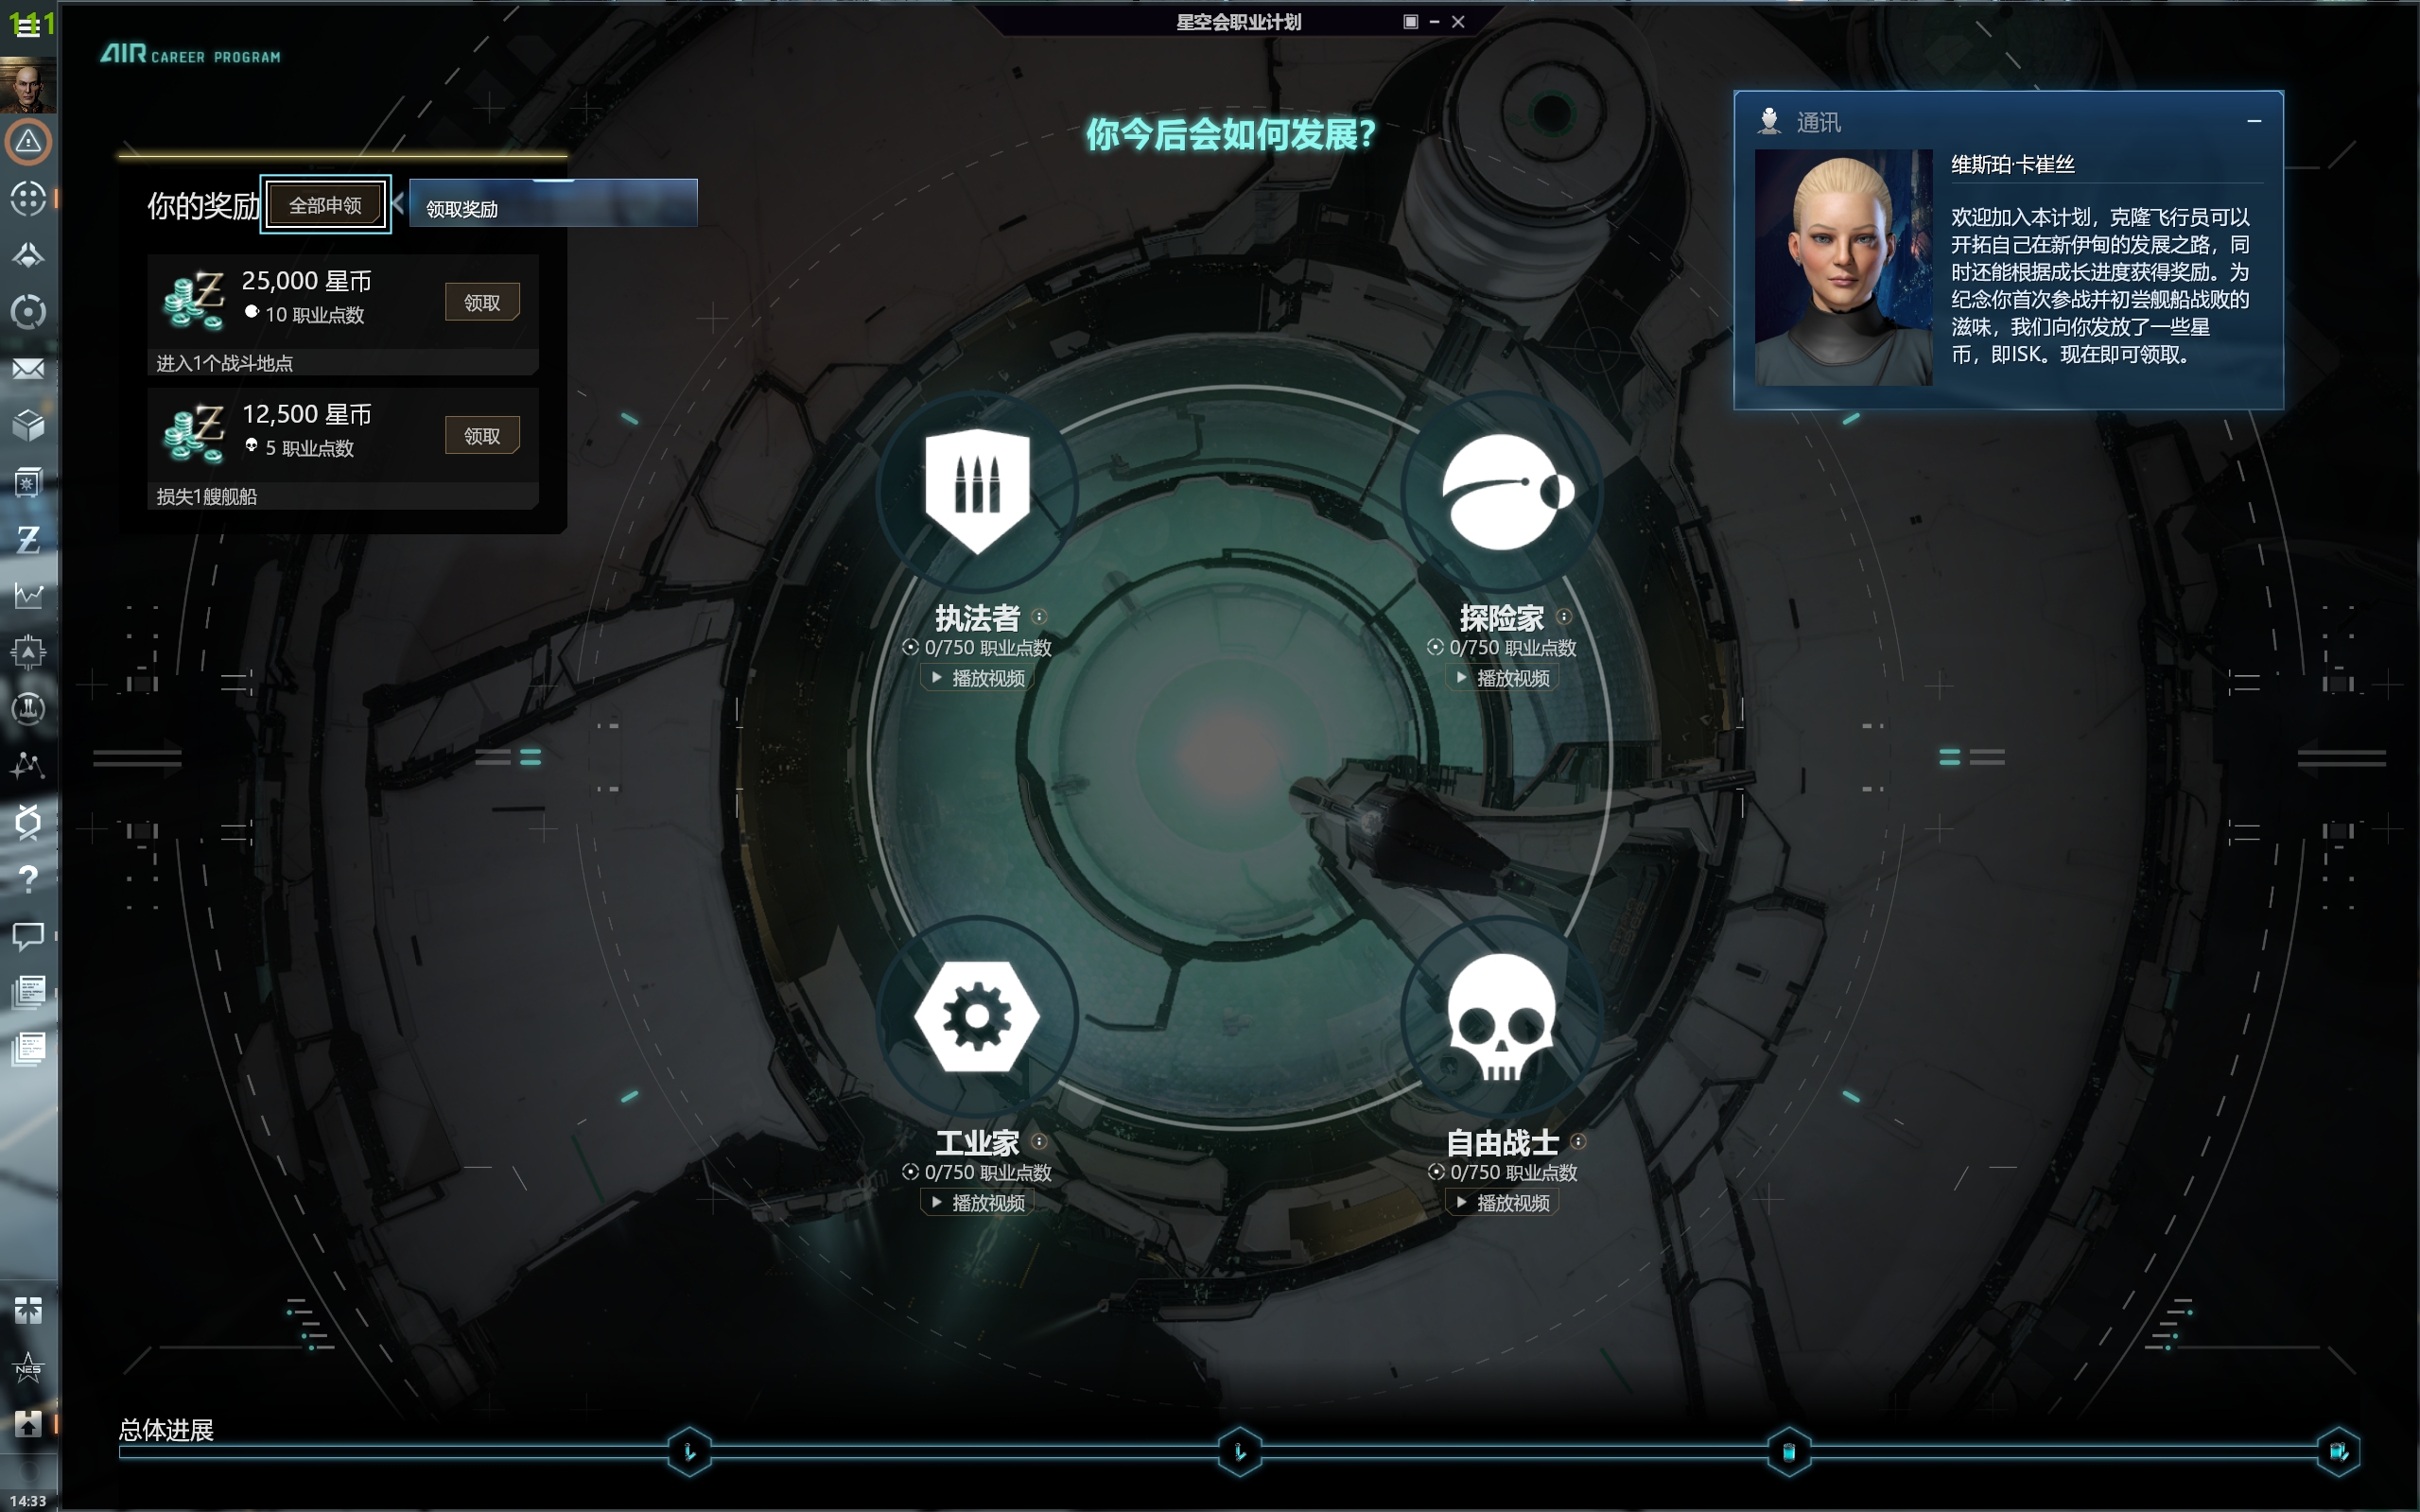 111
星空会职业计划
AIR CAREER PROGRAM
你今后会如何发展?
你的奖励
全部申领
领取奖励
25,000 星币
10 职业点数
领取
进入1个战斗地点
12,500 星币
5 职业点数
领取
损失1艘舰船
通讯
维斯珀·卡崔丝
欢迎加入本计划，克隆飞行员可以
开拓自己在新伊甸的发展之路，同
时还能根据成长进度获得奖励。为
纪念你首次参战并初尝舰船战败的
滋味，我们向你发放了一些星
币，即ISK。现在即可领取。
执法者
0/750 职业点数
播放视频
探险家
0/750 职业点数
播放视频
工业家
0/750 职业点数
播放视频
自由战士
0/750 职业点数
播放视频
NES
总体进展
14:33